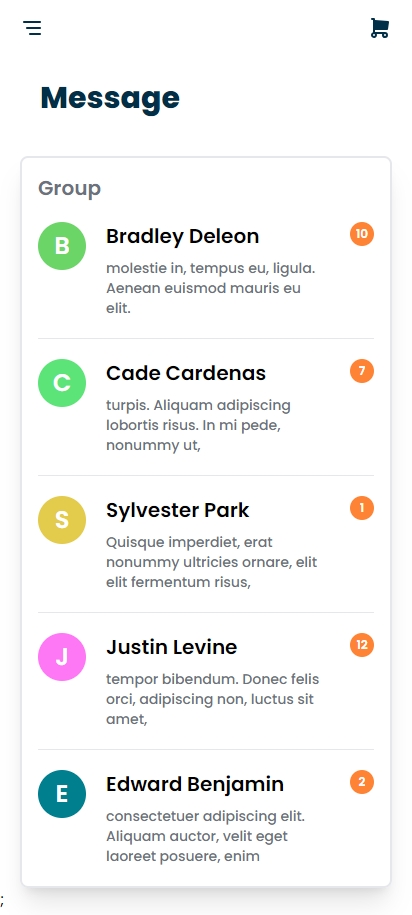 Message
Group
B
Bradley Deleon
10
molestie in, tempus eu, ligula.
Aenean euismod mauris eu
elit.
C
Cade Cardenas
7
turpis. Aliquam adipiscing
lobortis risus. In mi pede,
nonummy ut,
S
Sylvester Park
1
Quisque imperdiet, erat
nonummy ultricies ornare, elit
elit fermentum risus,
J
Justin Levine
12
tempor bibendum. Donec felis
orci, adipiscing non, luctus sit
amet,
E
Edward Benjamin
2
consectetuer adipiscing elit.
Aliquam auctor, velit eget
laoreet posuere, enim
;